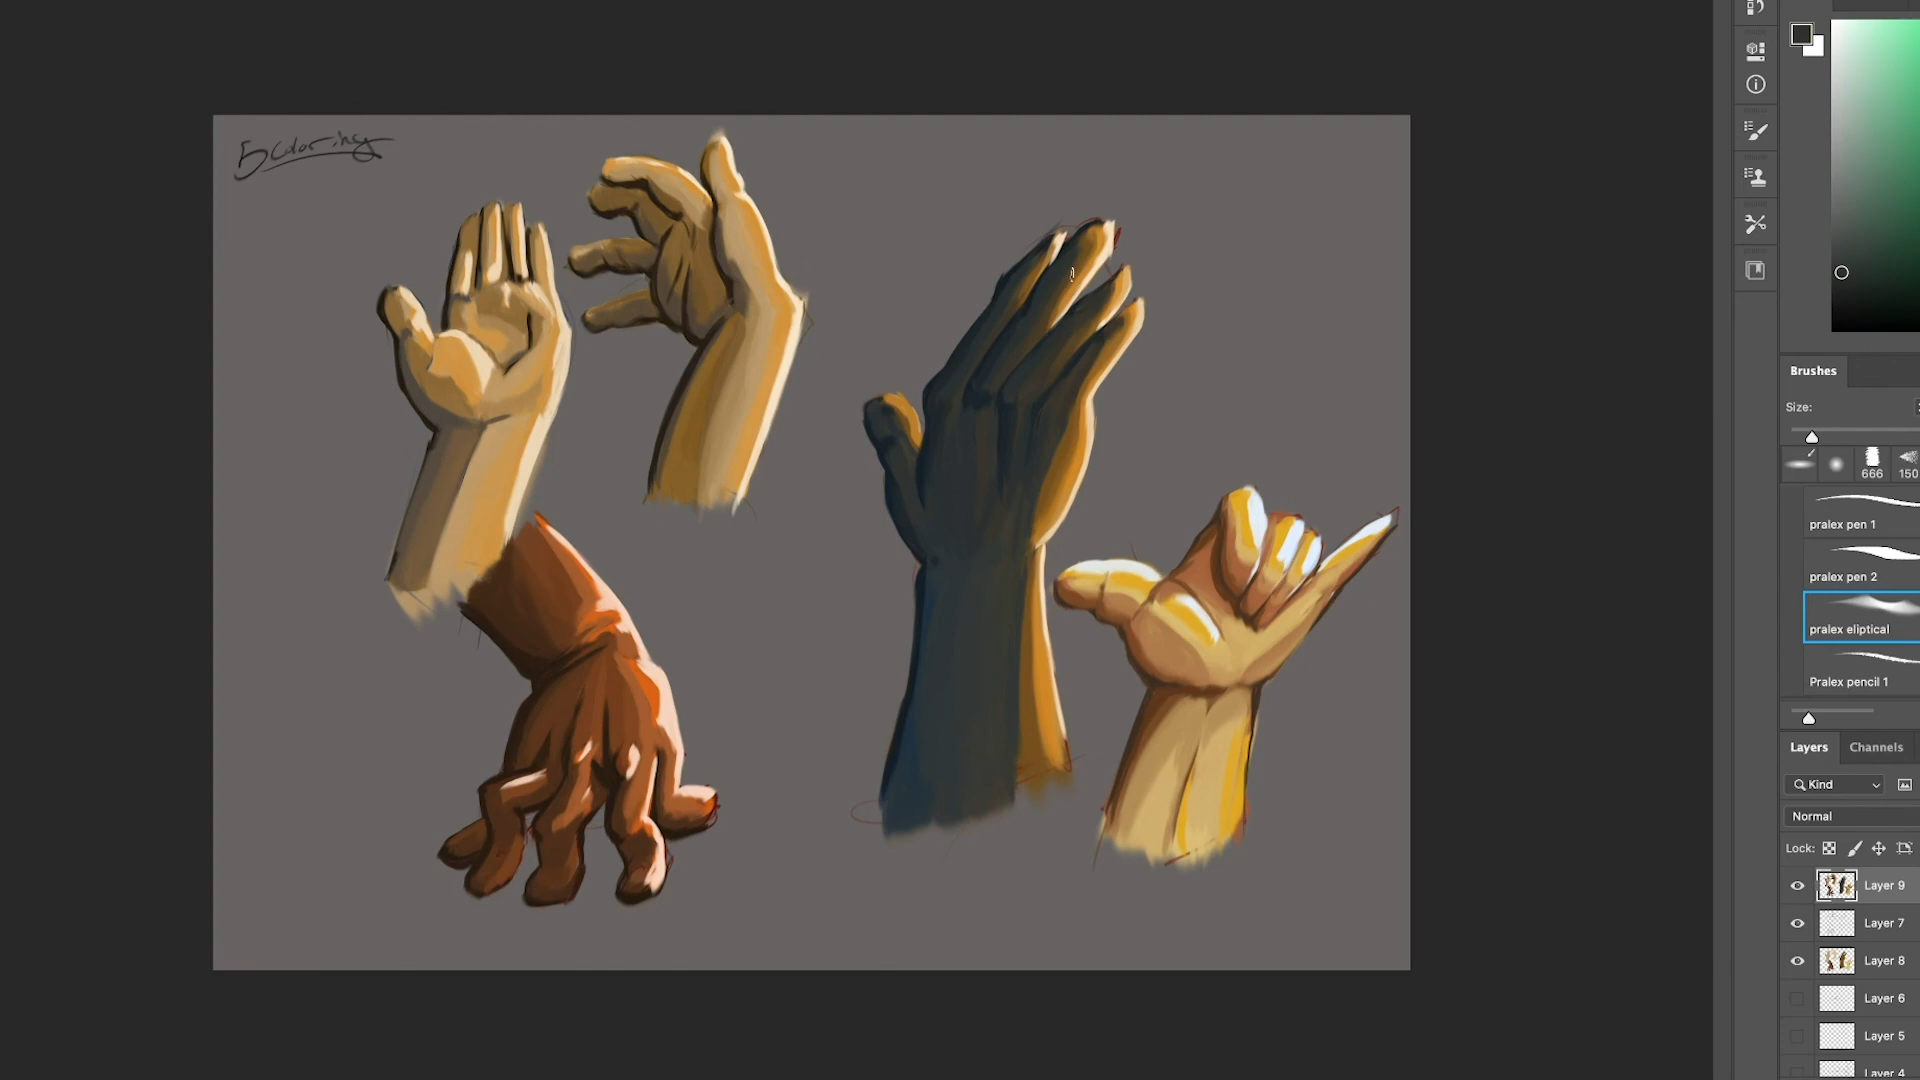 5 Coloring
Brushes
Size:
666
150
pralex pen 1
pralex pen 2
pralex eliptical
Pralex pencil 1
Layers
Channels
Kind
Normal
Lock:
Layer 9
Layer 7
Layer 8
Layer 6
Layer 5
Layer 4